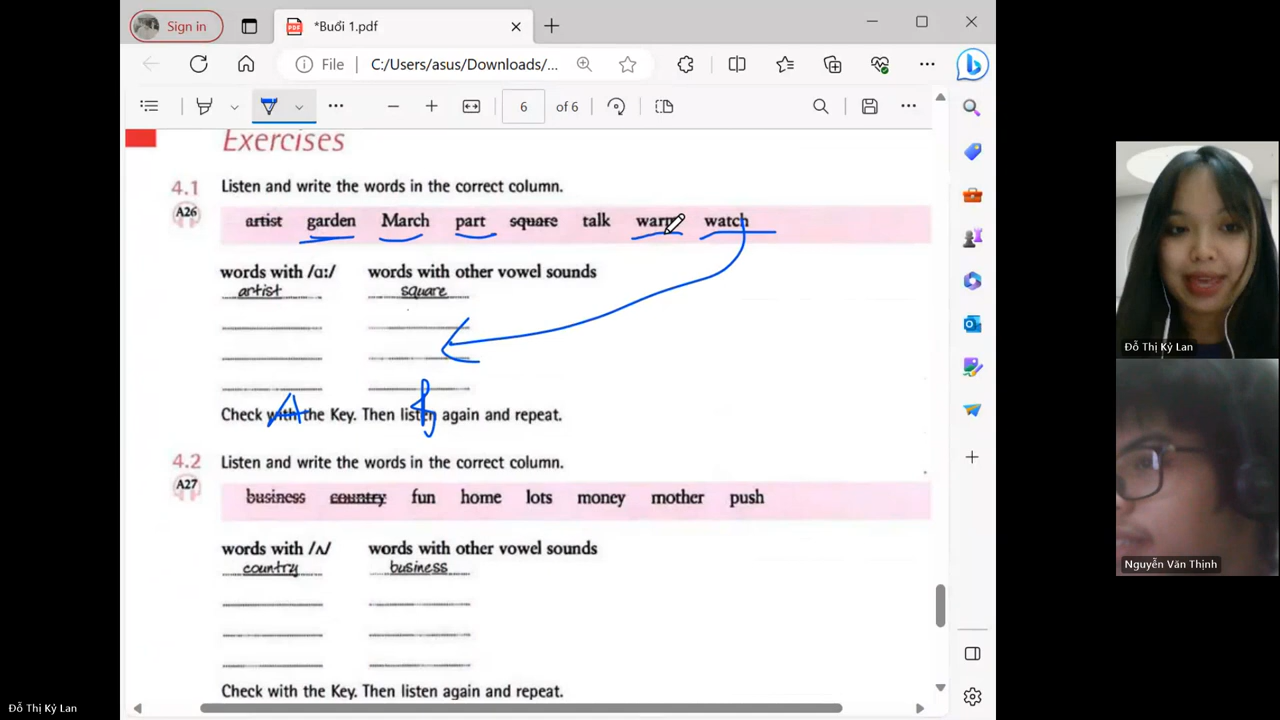 Sign in
*Buổi 1.pdf
File
C:/Users/asus/Downloads/...
6 of 6
Exercises
4.1 Listen and write the words in the correct column.
A26
artist garden March part square talk warm watch
words with /ɑː/ words with other vowel sounds
artist square
A
Check with the Key. Then listen again and repeat.
4.2 Listen and write the words in the correct column.
A27
business country fun home lots money mother push
words with /ʌ/ words with other vowel sounds
country business
Check with the Key. Then listen again and repeat.
Đỗ Thị Kỷ Lan
Nguyễn Văn Thịnh
Đỗ Thị Kỷ Lan